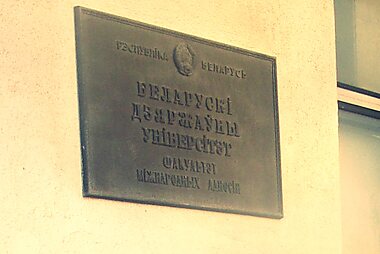 РЭСПУБЛІКА БЕЛАРУСЬ
БЕЛАРУСКІ
ДЗЯРЖАЎНЫ
УНІВЕРСІТЭТ
ФАКУЛЬТЭТ
МІЖНАРОДНЫХ АДНОСІН